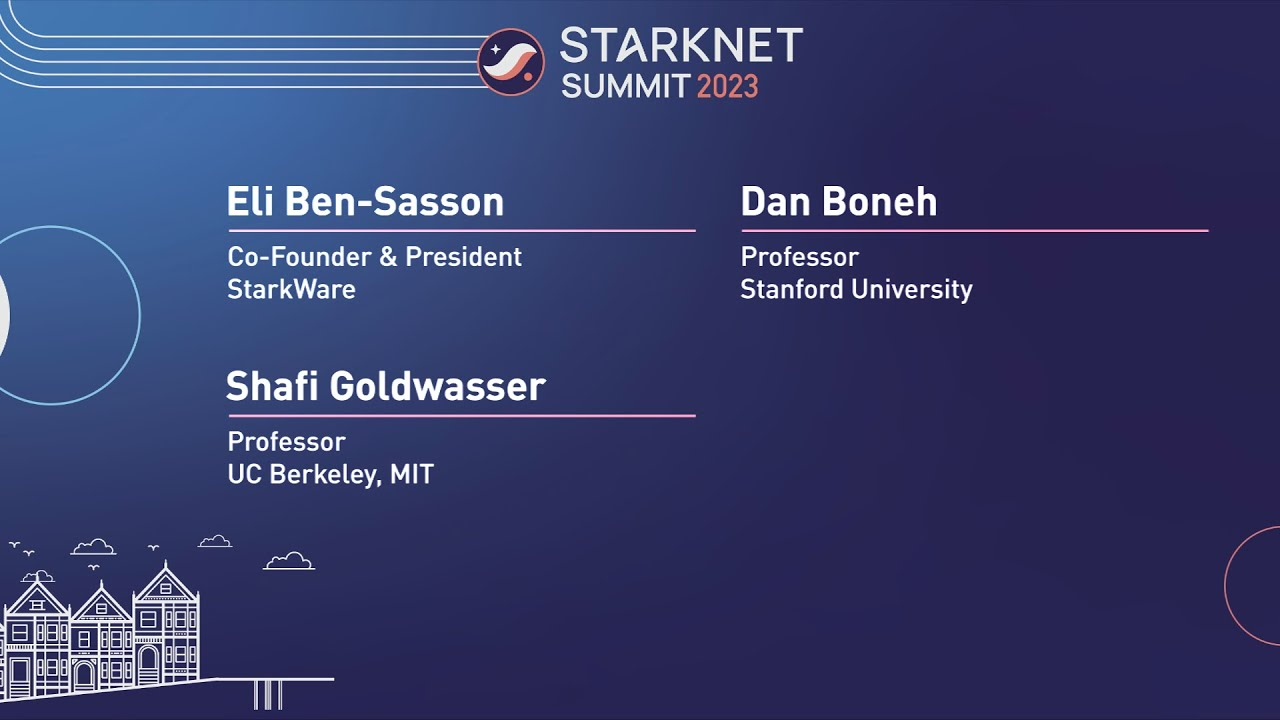 STARKNET
SUMMIT 2023
Eli Ben-Sasson
Co-Founder & President
StarkWare
Dan Boneh
Professor
Stanford University
Shafi Goldwasser
Professor
UC Berkeley, MIT